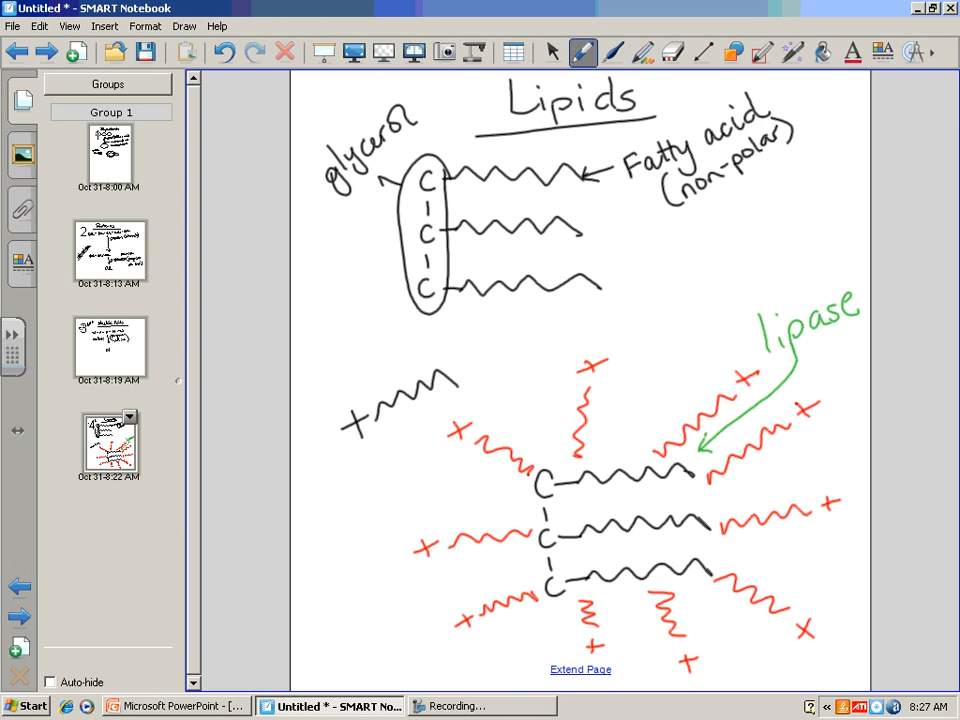 Untitled * - SMART Notebook
File Edit View Insert Format Draw Help
Groups
Group 1
Oct 31-8:00 AM
Oct 31-8:13 AM
Oct 31-8:19 AM
Oct 31-8:22 AM
Auto-hide
Lipids
glycerol
Fatty acid
(non-polar)
C
C
C
lipase
+
+
+
+
+
+
+
+
+
+
+
C
C
C
Extend Page
Start
Microsoft PowerPoint - [...
Untitled * - SMART No...
Recording...
8:27 AM